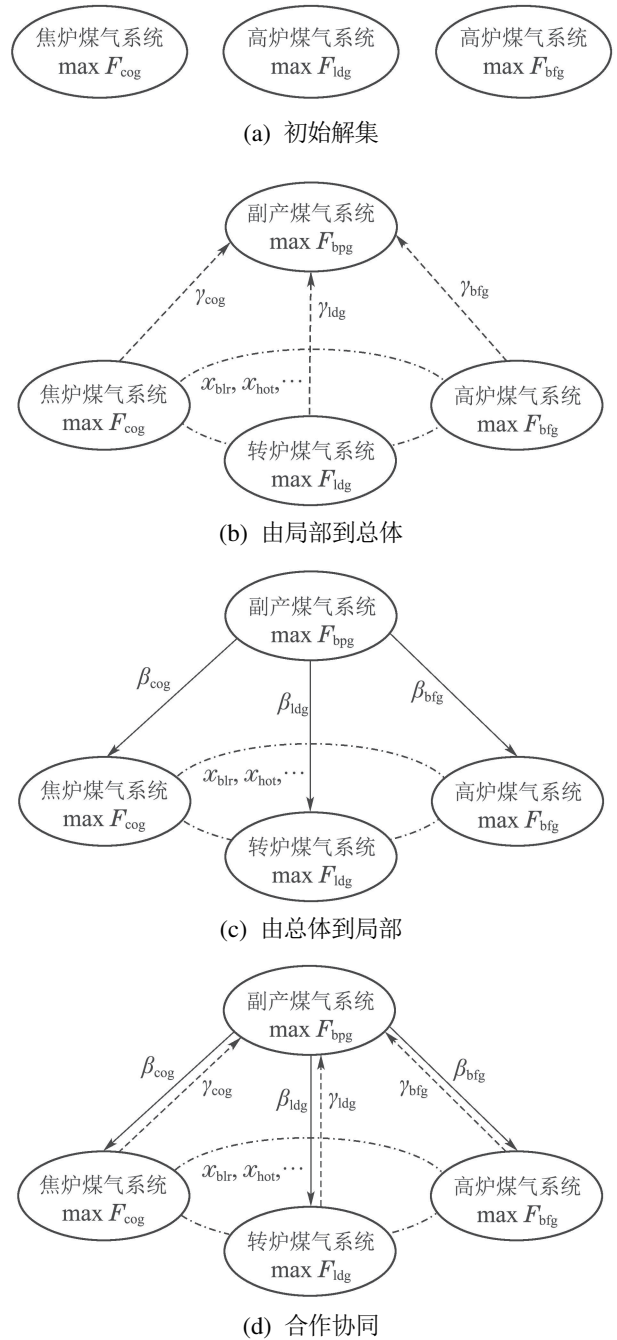 焦炉煤气系统
max F_cog
高炉煤气系统
max F_ldg
高炉煤气系统
max F_bfg
(a) 初始解集
副产煤气系统
max F_bpg
γ_cog
γ_ldg
γ_bfg
x_blr, x_hot,···
焦炉煤气系统
max F_cog
转炉煤气系统
max F_ldg
高炉煤气系统
max F_bfg
(b) 由局部到总体
副产煤气系统
max F_bpg
β_cog
β_ldg
β_bfg
x_blr, x_hot,···
焦炉煤气系统
max F_cog
转炉煤气系统
max F_ldg
高炉煤气系统
max F_bfg
(c) 由总体到局部
副产煤气系统
max F_bpg
β_cog
γ_cog
β_ldg
γ_ldg
γ_bfg
β_bfg
x_blr, x_hot,···
焦炉煤气系统
max F_cog
转炉煤气系统
max F_ldg
高炉煤气系统
max F_bfg
(d) 合作协同